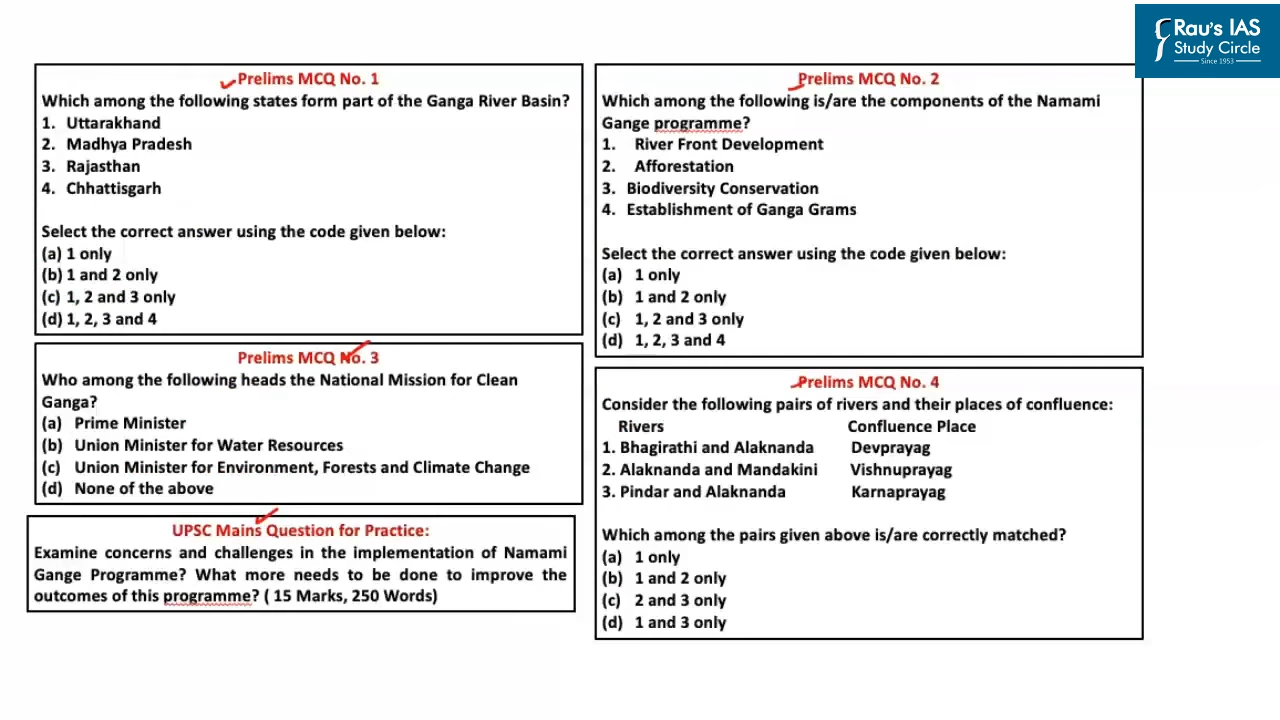 Rau's IAS
Study Circle
Since 1953
Prelims MCQ No. 1
Which among the following states form part of the Ganga River Basin?
1. Uttarakhand
2. Madhya Pradesh
3. Rajasthan
4. Chhattisgarh
Select the correct answer using the code given below:
(a) 1 only
(b) 1 and 2 only
(c) 1, 2 and 3 only
(d) 1, 2, 3 and 4
Prelims MCQ No. 2
Which among the following is/are the components of the Namami
Gange programme?
1. River Front Development
2. Afforestation
3. Biodiversity Conservation
4. Establishment of Ganga Grams
Select the correct answer using the code given below:
(a) 1 only
(b) 1 and 2 only
(c) 1, 2 and 3 only
(d) 1, 2, 3 and 4
Prelims MCQ No. 3
Who among the following heads the National Mission for Clean
Ganga?
(a) Prime Minister
(b) Union Minister for Water Resources
(c) Union Minister for Environment, Forests and Climate Change
(d) None of the above
Prelims MCQ No. 4
Consider the following pairs of rivers and their places of confluence:
Rivers Confluence Place
1. Bhagirathi and Alaknanda Devprayag
2. Alaknanda and Mandakini Vishnuprayag
3. Pindar and Alaknanda Karnaprayag
Which among the pairs given above is/are correctly matched?
(a) 1 only
(b) 1 and 2 only
(c) 2 and 3 only
(d) 1 and 3 only
UPSC Mains Question for Practice:
Examine concerns and challenges in the implementation of Namami
Gange Programme? What more needs to be done to improve the
outcomes of this programme? ( 15 Marks, 250 Words)